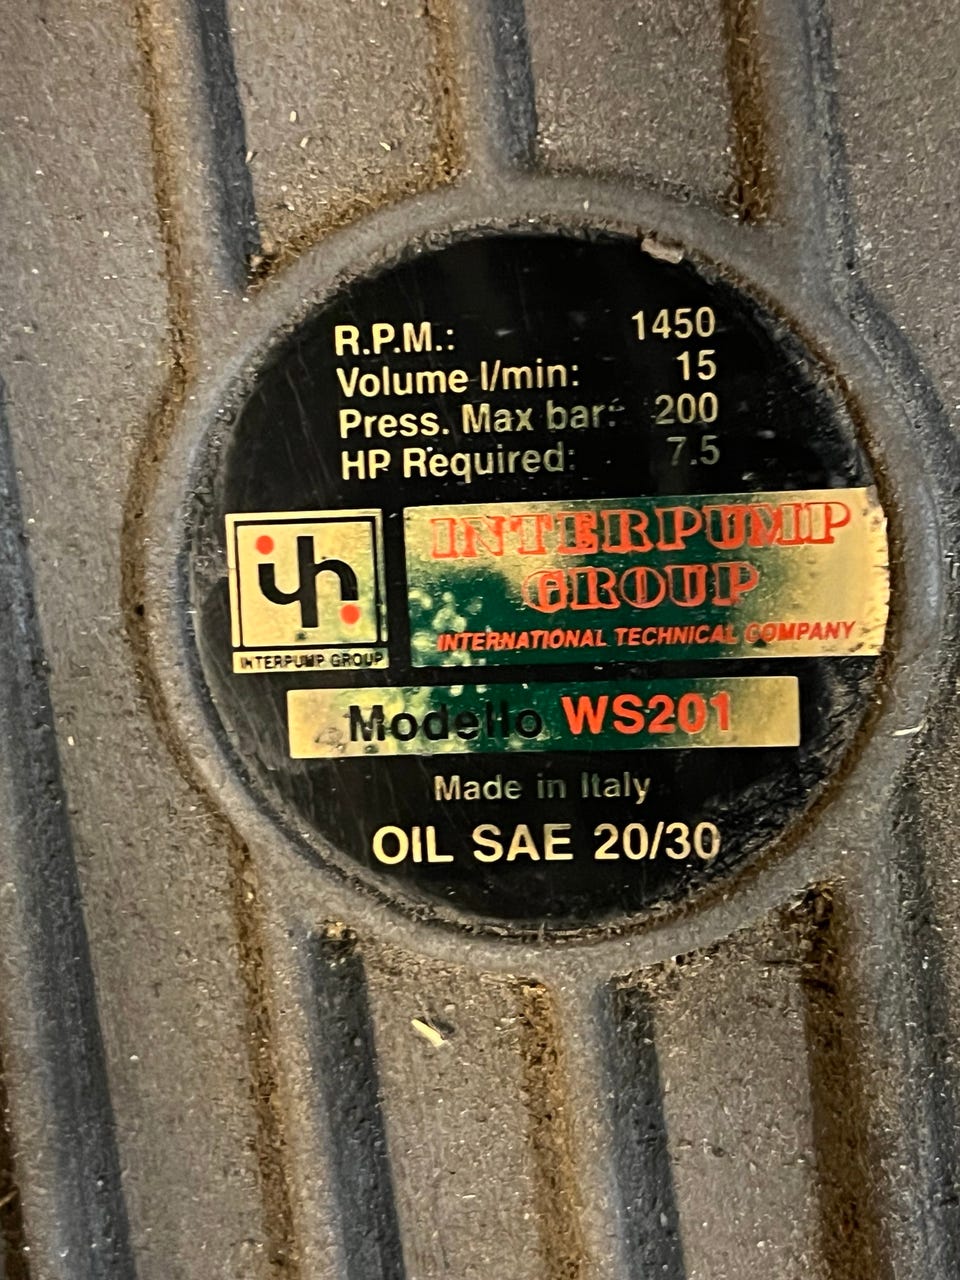 R.P.M.: 1450
Volume l/min: 15
Press. Max bar: 200
HP Required: 7.5
ih
INTERPUMP GROUP
INTERPUMP
GROUP
INTERNATIONAL TECHNICAL COMPANY
Modello WS201
Made in Italy
OIL SAE 20/30